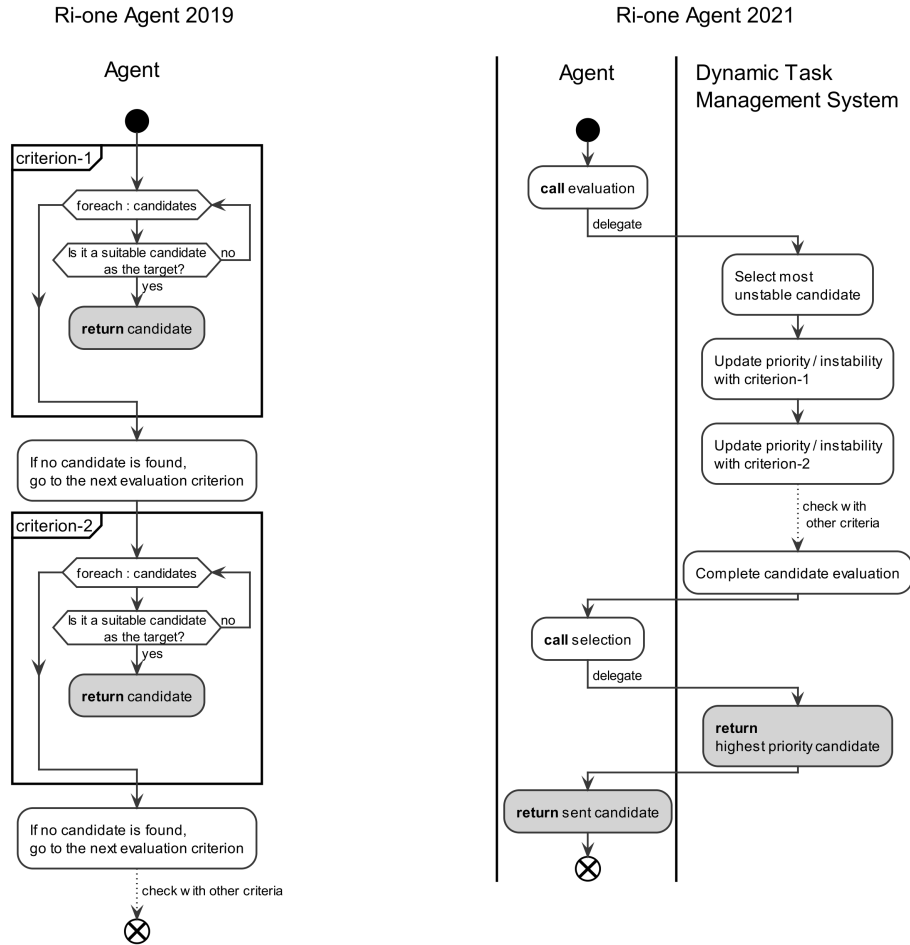 Ri-one Agent 2019
Agent
criterion-1
foreach : candidates
Is it a suitable candidate
as the target?
no
yes
return candidate
If no candidate is found,
go to the next evaluation criterion
criterion-2
foreach : candidates
Is it a suitable candidate
as the target?
no
yes
return candidate
If no candidate is found,
go to the next evaluation criterion
check with other criteria
Ri-one Agent 2021
Agent
Dynamic Task
Management System
call evaluation
delegate
Select most
unstable candidate
Update priority / instability
with criterion-1
Update priority / instability
with criterion-2
check with
other criteria
Complete candidate evaluation
call selection
delegate
return
highest priority candidate
return sent candidate